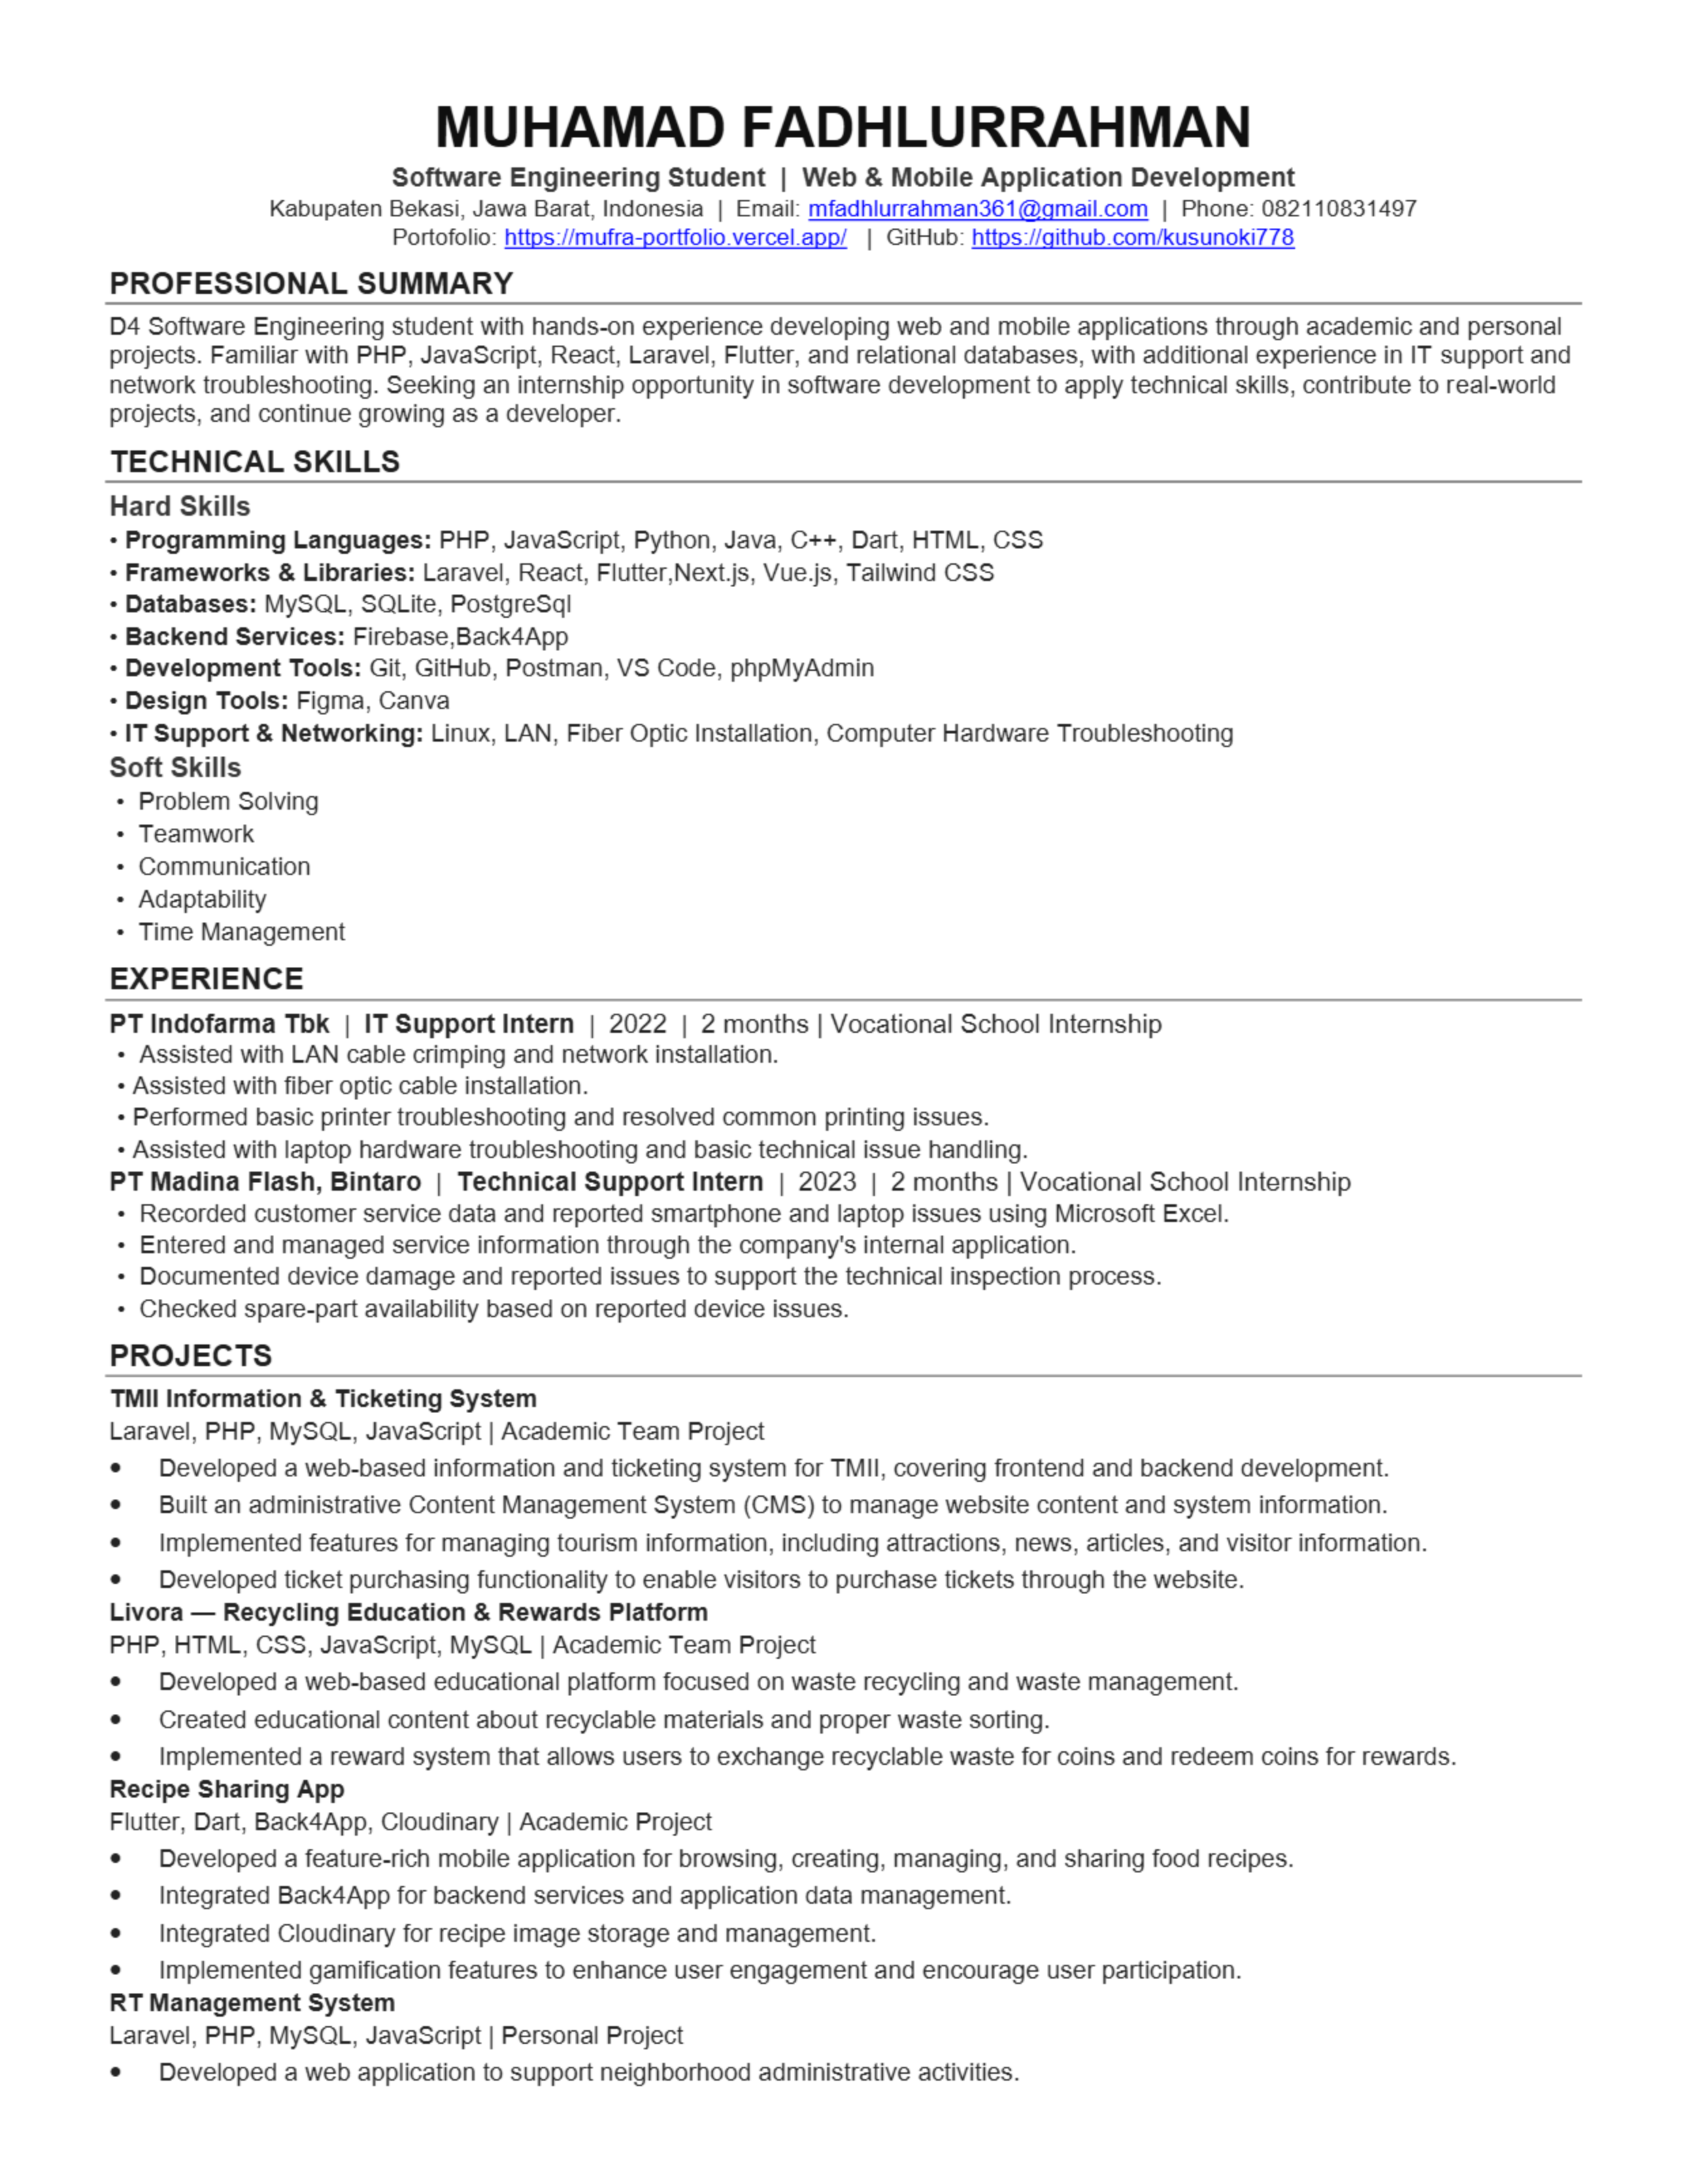 MUHAMAD FADHLURRAHMAN
Software Engineering Student | Web & Mobile Application Development
Kabupaten Bekasi, Jawa Barat, Indonesia | Email: mfadhlurrahman361@gmail.com | Phone: 082110831497
Portofolio: https://mufra-portfolio.vercel.app/ | GitHub: https://github.com/kusunoki778
PROFESSIONAL SUMMARY
D4 Software Engineering student with hands-on experience developing web and mobile applications through academic and personal
projects. Familiar with PHP, JavaScript, React, Laravel, Flutter, and relational databases, with additional experience in IT support and
network troubleshooting. Seeking an internship opportunity in software development to apply technical skills, contribute to real-world
projects, and continue growing as a developer.
TECHNICAL SKILLS
Hard Skills
• Programming Languages: PHP, JavaScript, Python, Java, C++, Dart, HTML, CSS
• Frameworks & Libraries: Laravel, React, Flutter,Next.js, Vue.js, Tailwind CSS
• Databases: MySQL, SQLite, PostgreSql
• Backend Services: Firebase,Back4App
• Development Tools: Git, GitHub, Postman, VS Code, phpMyAdmin
• Design Tools: Figma, Canva
• IT Support & Networking: Linux, LAN, Fiber Optic Installation, Computer Hardware Troubleshooting
Soft Skills
• Problem Solving
• Teamwork
• Communication
• Adaptability
• Time Management
EXPERIENCE
PT Indofarma Tbk | IT Support Intern | 2022 | 2 months | Vocational School Internship
• Assisted with LAN cable crimping and network installation.
• Assisted with fiber optic cable installation.
• Performed basic printer troubleshooting and resolved common printing issues.
• Assisted with laptop hardware troubleshooting and basic technical issue handling.
PT Madina Flash, Bintaro | Technical Support Intern | 2023 | 2 months | Vocational School Internship
• Recorded customer service data and reported smartphone and laptop issues using Microsoft Excel.
• Entered and managed service information through the company's internal application.
• Documented device damage and reported issues to support the technical inspection process.
• Checked spare-part availability based on reported device issues.
PROJECTS
TMII Information & Ticketing System
Laravel, PHP, MySQL, JavaScript | Academic Team Project
• Developed a web-based information and ticketing system for TMII, covering frontend and backend development.
• Built an administrative Content Management System (CMS) to manage website content and system information.
• Implemented features for managing tourism information, including attractions, news, articles, and visitor information.
• Developed ticket purchasing functionality to enable visitors to purchase tickets through the website.
Livora — Recycling Education & Rewards Platform
PHP, HTML, CSS, JavaScript, MySQL | Academic Team Project
• Developed a web-based educational platform focused on waste recycling and waste management.
• Created educational content about recyclable materials and proper waste sorting.
• Implemented a reward system that allows users to exchange recyclable waste for coins and redeem coins for rewards.
Recipe Sharing App
Flutter, Dart, Back4App, Cloudinary | Academic Project
• Developed a feature-rich mobile application for browsing, creating, managing, and sharing food recipes.
• Integrated Back4App for backend services and application data management.
• Integrated Cloudinary for recipe image storage and management.
• Implemented gamification features to enhance user engagement and encourage user participation.
RT Management System
Laravel, PHP, MySQL, JavaScript | Personal Project
• Developed a web application to support neighborhood administrative activities.